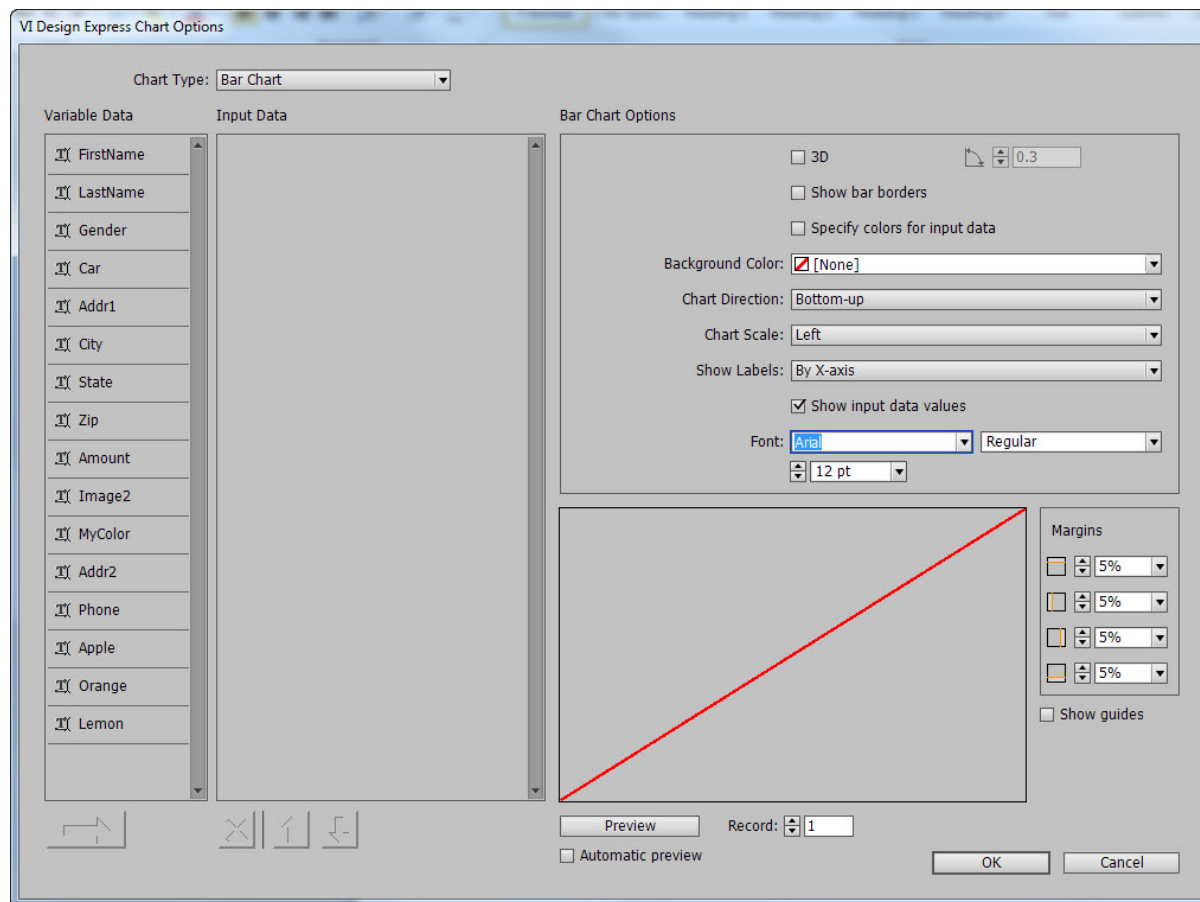 VI Design Express Chart Options
Chart Type: Bar Chart
Variable Data
Input Data
Bar Chart Options
FirstName
LastName
Gender
Car
Addr1
City
State
Zip
Amount
Image2
MyColor
Addr2
Phone
Apple
Orange
Lemon
3D
0.3
Show bar borders
Specify colors for input data
Background Color: [None]
Chart Direction: Bottom-up
Chart Scale: Left
Show Labels: By X-axis
Show input data values
Font: Arial Regular
12 pt
Margins
5%
5%
5%
5%
Show guides
Preview Record: 1
Automatic preview
OK Cancel